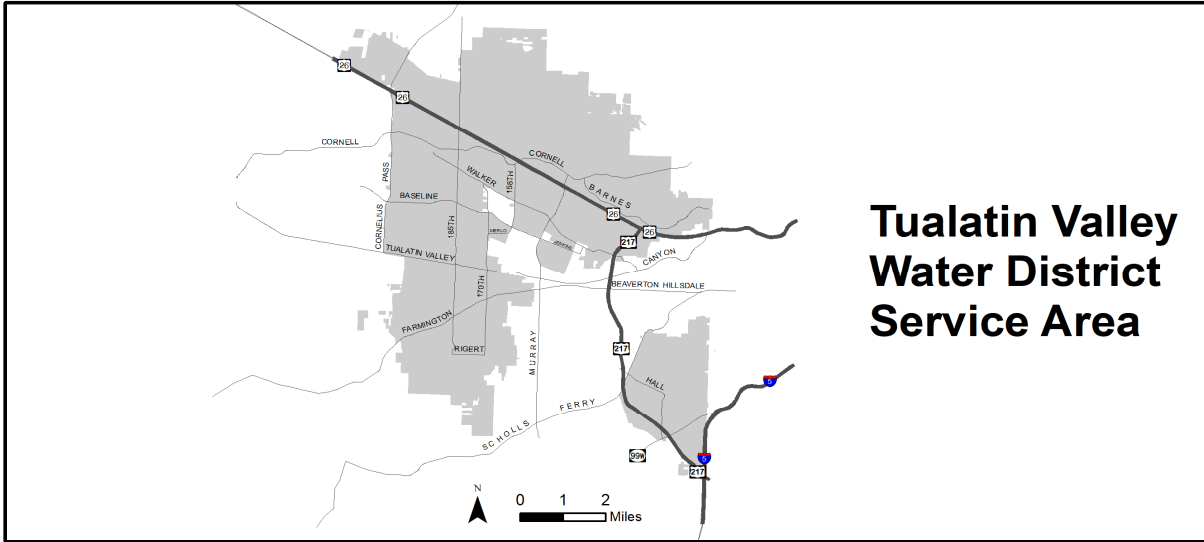 Tualatin Valley
Water District
Service Area
26
26
CORNELL
CORNELL
PASS
WALKER
158TH
BARNES
BASELINE
26
26
CORNELIUS
185TH
MERLO
JENKINS
217
TUALATIN VALLEY
CANYON
170TH
BEAVERTON HILLSDALE
FARMINGTON
RIGERT
MURRAY
217
HALL
5
FERRY
SCHOLLS
99W
5
217
N
0 1 2
Miles